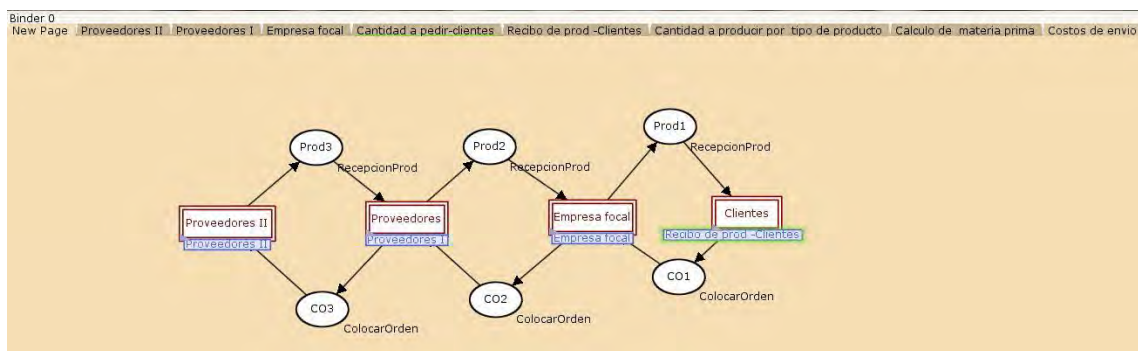 Binder 0
New Page Proveedores II Proveedores I Empresa focal Cantidad a pedir-clientes Recibo de prod -Clientes Cantidad a producir por tipo de producto Calculo de materia prima Costos de envio
Prod1
Prod3
Prod2
RecepcionProd
RecepcionProd
RecepcionProd
Proveedores II
Proveedores
Empresa focal
Clientes
Proveedores II
Proveedores I
Empresa focal
Recibo de prod -Clientes
CO1
CO2
CO3
ColocarOrden
ColocarOrden
ColocarOrden